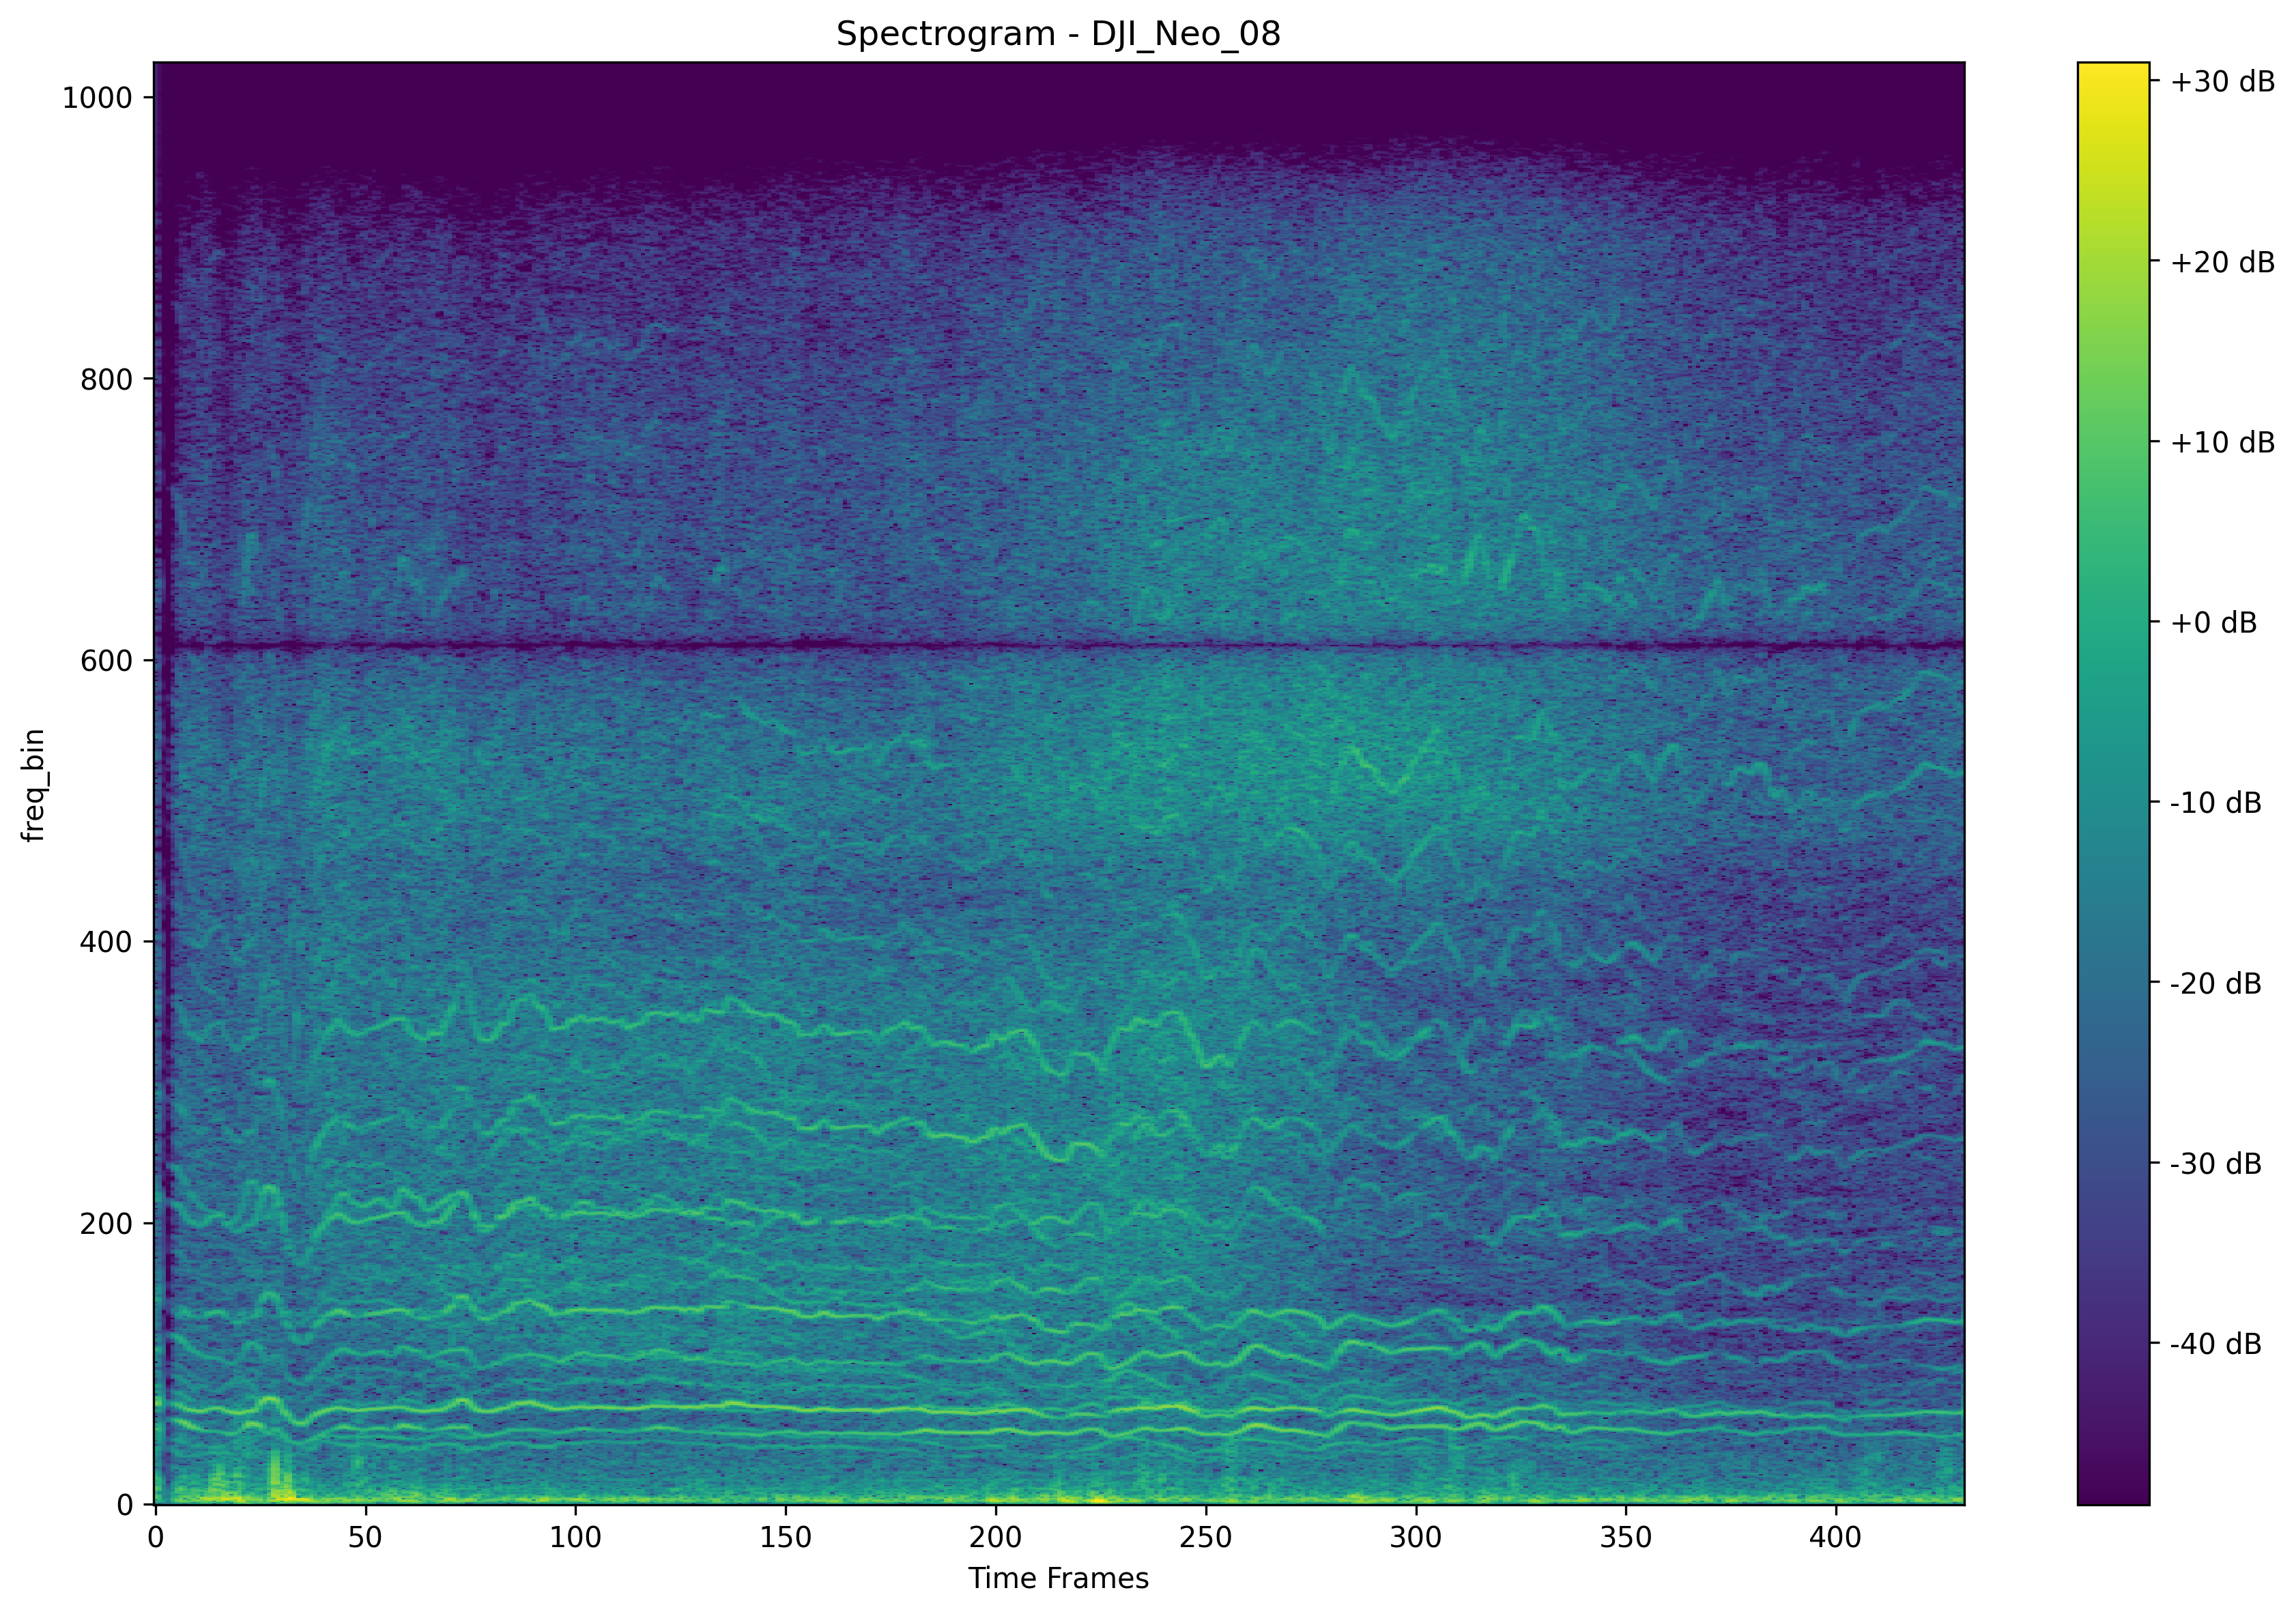 Spectrogram - DJI_Neo_08
1000
800
600
400
200
0
freq_bin
0 50 100 150 200 250 300 350 400
Time Frames
+30 dB
+20 dB
+10 dB
+0 dB
-10 dB
-20 dB
-30 dB
-40 dB